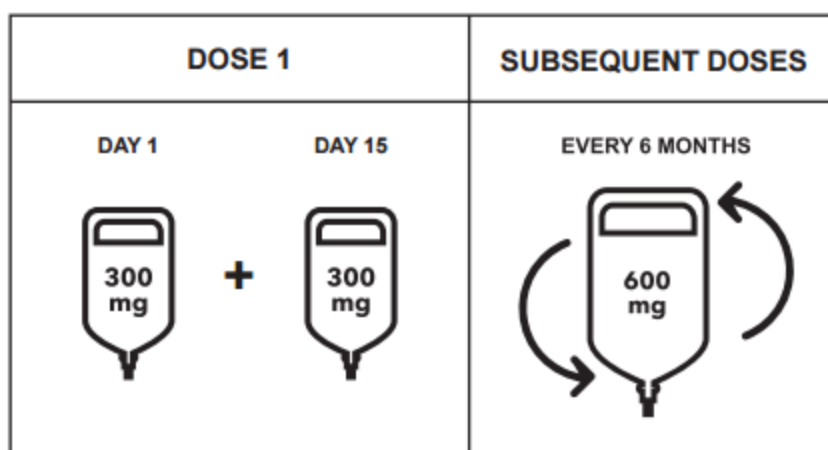 DOSE 1
SUBSEQUENT DOSES
DAY 1
DAY 15
EVERY 6 MONTHS
300
mg
+
300
mg
600
mg